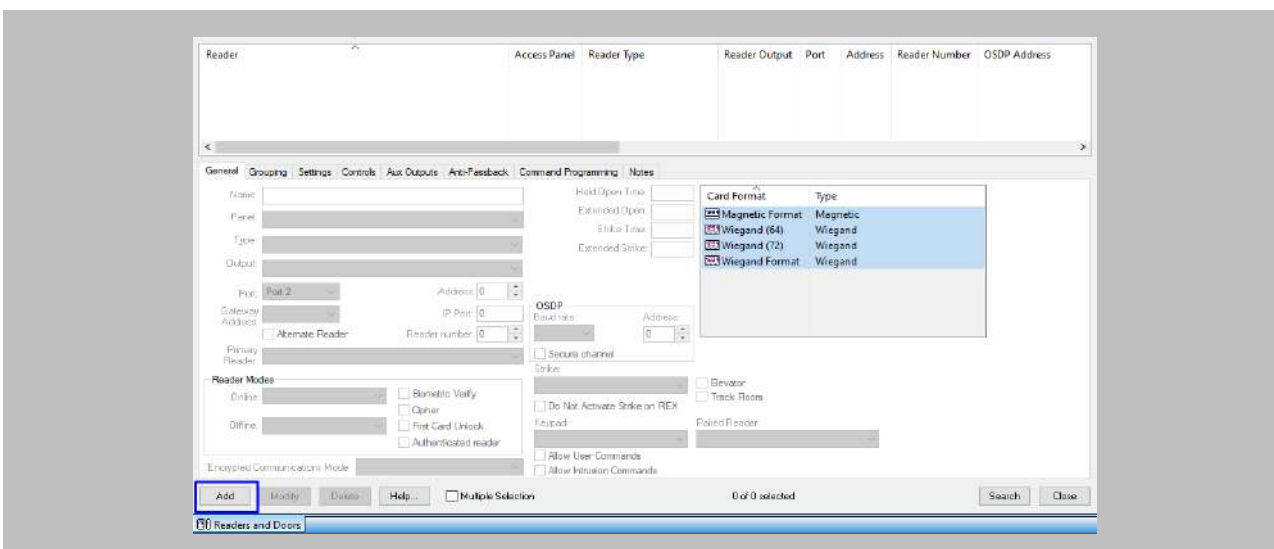 Reader Access Panel Reader Type Reader Output Port Address Reader Number OSDP Address
General Grouping Settings Controls Aux Outputs Anti-Passback Command Programming Notes
Name: Hold Open Time: Card Format Type
Panel: Extended Open: Magnetic Format Magnetic
Type: Strike Time: Wiegand (64) Wiegand
Extended Strike: Wiegand (72) Wiegand
Output: Wiegand Format Wiegand
Port: Port 2 Address: 0
OSDP
Gateway Address: IP Port: 0 Baud rate: Address:
Alternate Reader Reader number: 0 0
Primary Reader: Secure channel
Strike:
Reader Modes Elevator
Online: Biometric Verify Track Room
Cipher Do Not Activate Strike on REX
Offline: First Card Unlock Keypad: Paired Reader:
Authenticated reader
Allow User Commands
Encrypted Communications Mode: Allow Intrusion Commands
Add Modify Delete Help... Multiple Selection 0 of 0 selected Search Close
Readers and Doors